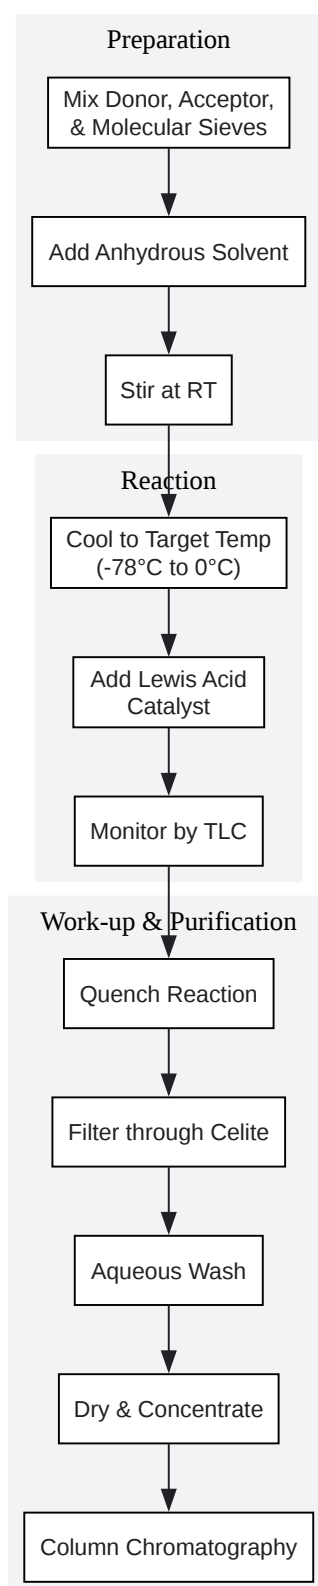 Preparation
Mix Donor, Acceptor,
& Molecular Sieves
Add Anhydrous Solvent
Stir at RT
Reaction
Cool to Target Temp
(-78°C to 0°C)
Add Lewis Acid
Catalyst
Monitor by TLC
Work-up & Purification
Quench Reaction
Filter through Celite
Aqueous Wash
Dry & Concentrate
Column Chromatography